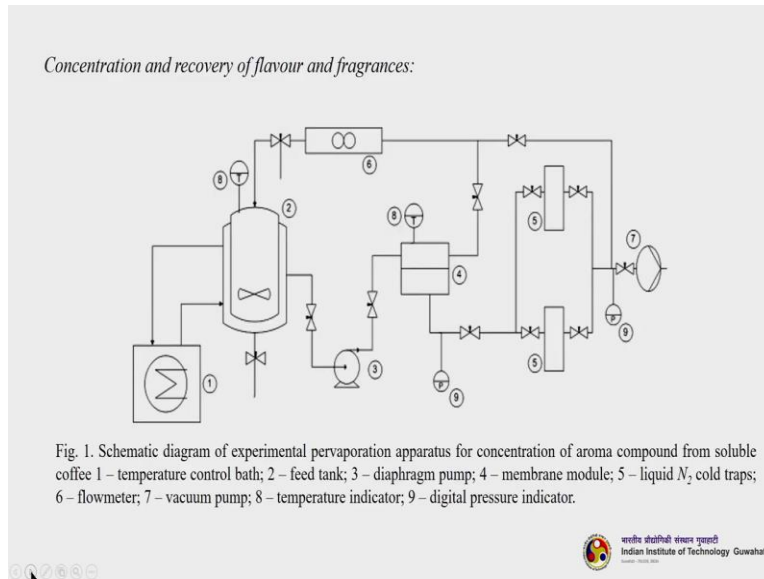 Concentration and recovery of flavour and fragrances:
6
8
T
2
8
T
5
7
4
1
3
P
9
5
P
9
Fig. 1. Schematic diagram of experimental pervaporation apparatus for concentration of aroma compound from soluble
coffee 1 – temperature control bath; 2 – feed tank; 3 – diaphragm pump; 4 – membrane module; 5 – liquid N₂ cold traps;
6 – flowmeter; 7 – vacuum pump; 8 – temperature indicator; 9 – digital pressure indicator.
भारतीय प्रौद्योगिकी संस्थान गुवाहाटी
Indian Institute of Technology Guwahat